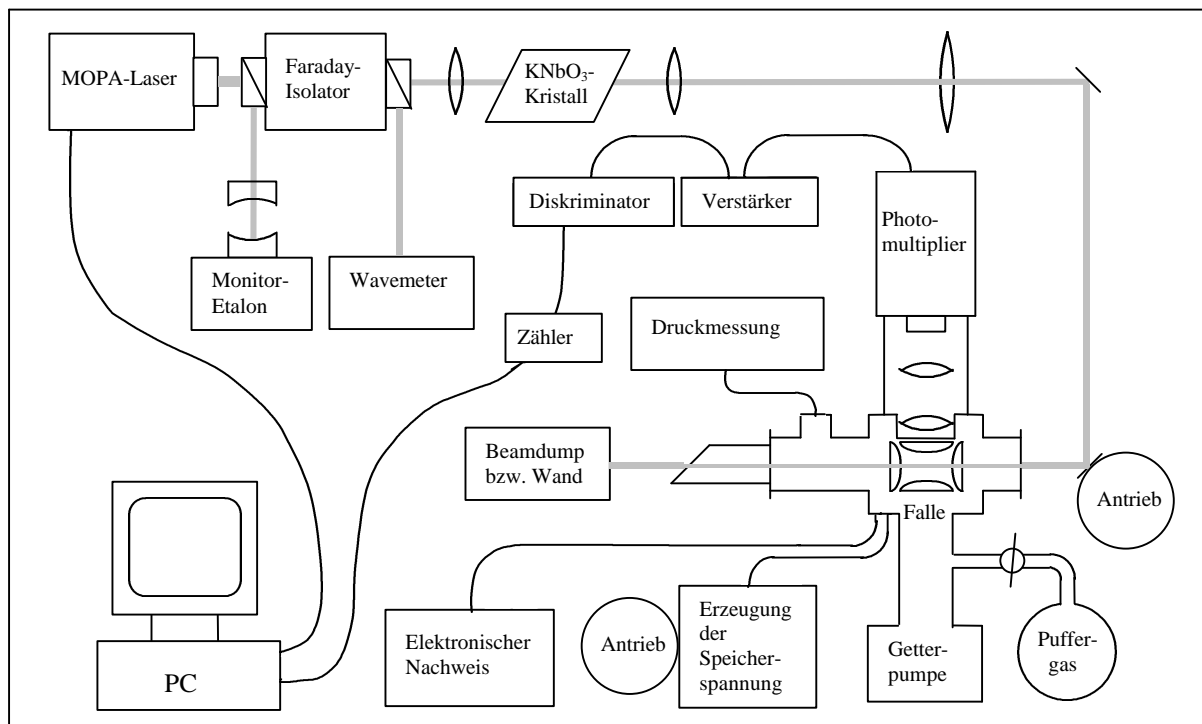 MOPA-Laser
Faraday-
Isolator
KNbO₃-
Kristall
Diskriminator
Verstärker
Photo-
multiplier
Monitor-
Etalon
Wavemeter
Zähler
Druckmessung
Beamdump
bzw. Wand
Antrieb
Falle
Elektronischer
Nachweis
Antrieb
Erzeugung
der
Speicher-
spannung
Getter-
pumpe
Puffer-
gas
PC